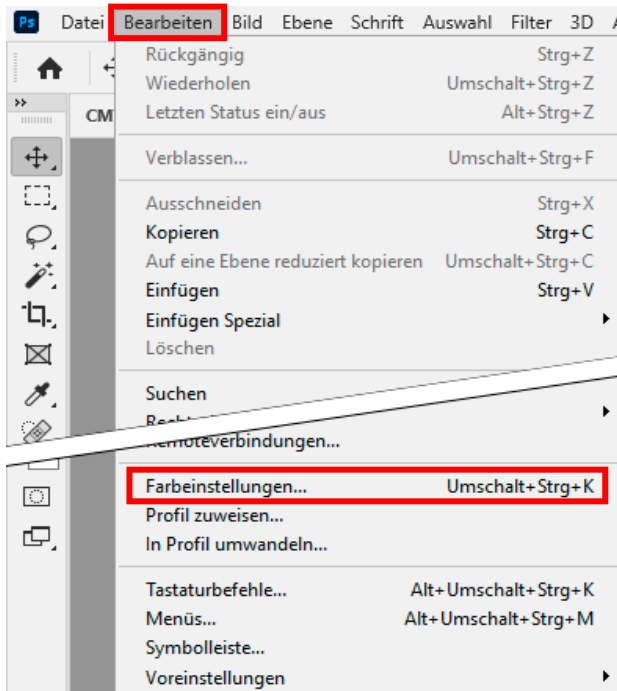 Ps Datei Bearbeiten Bild Ebene Schrift Auswahl Filter 3D
CM
Rückgängig Strg+Z
Wiederholen Umschalt+Strg+Z
Letzten Status ein/aus Alt+Strg+Z
Verblassen... Umschalt+Strg+F
Ausschneiden Strg+X
Kopieren Strg+C
Auf eine Ebene reduziert kopieren Umschalt+Strg+C
Einfügen Strg+V
Einfügen Spezial
Löschen
Suchen
Remoteverbindungen...
Farbeinstellungen... Umschalt+Strg+K
Profil zuweisen...
In Profil umwandeln...
Tastaturbefehle... Alt+Umschalt+Strg+K
Menüs... Alt+Umschalt+Strg+M
Symbolleiste...
Voreinstellungen